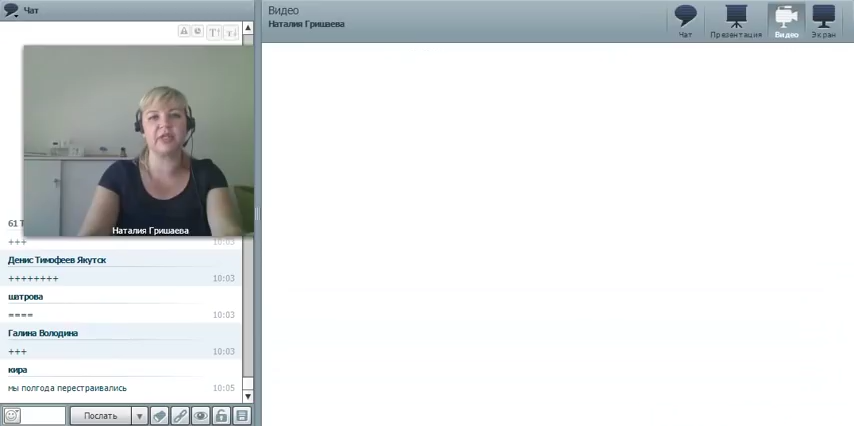 Чат
Видео
Наталия Гришаева
Чат
Презентация
Видео
Экран
T↑
т↓
Наталия Гришаева
61
+++ 10:03
Денис Тимофеев Якутск
++++++++ 10:03
шатрова
==== 10:03
Галина Володина
+++ 10:03
кира
мы полгода перестраивались 10:05
Послать